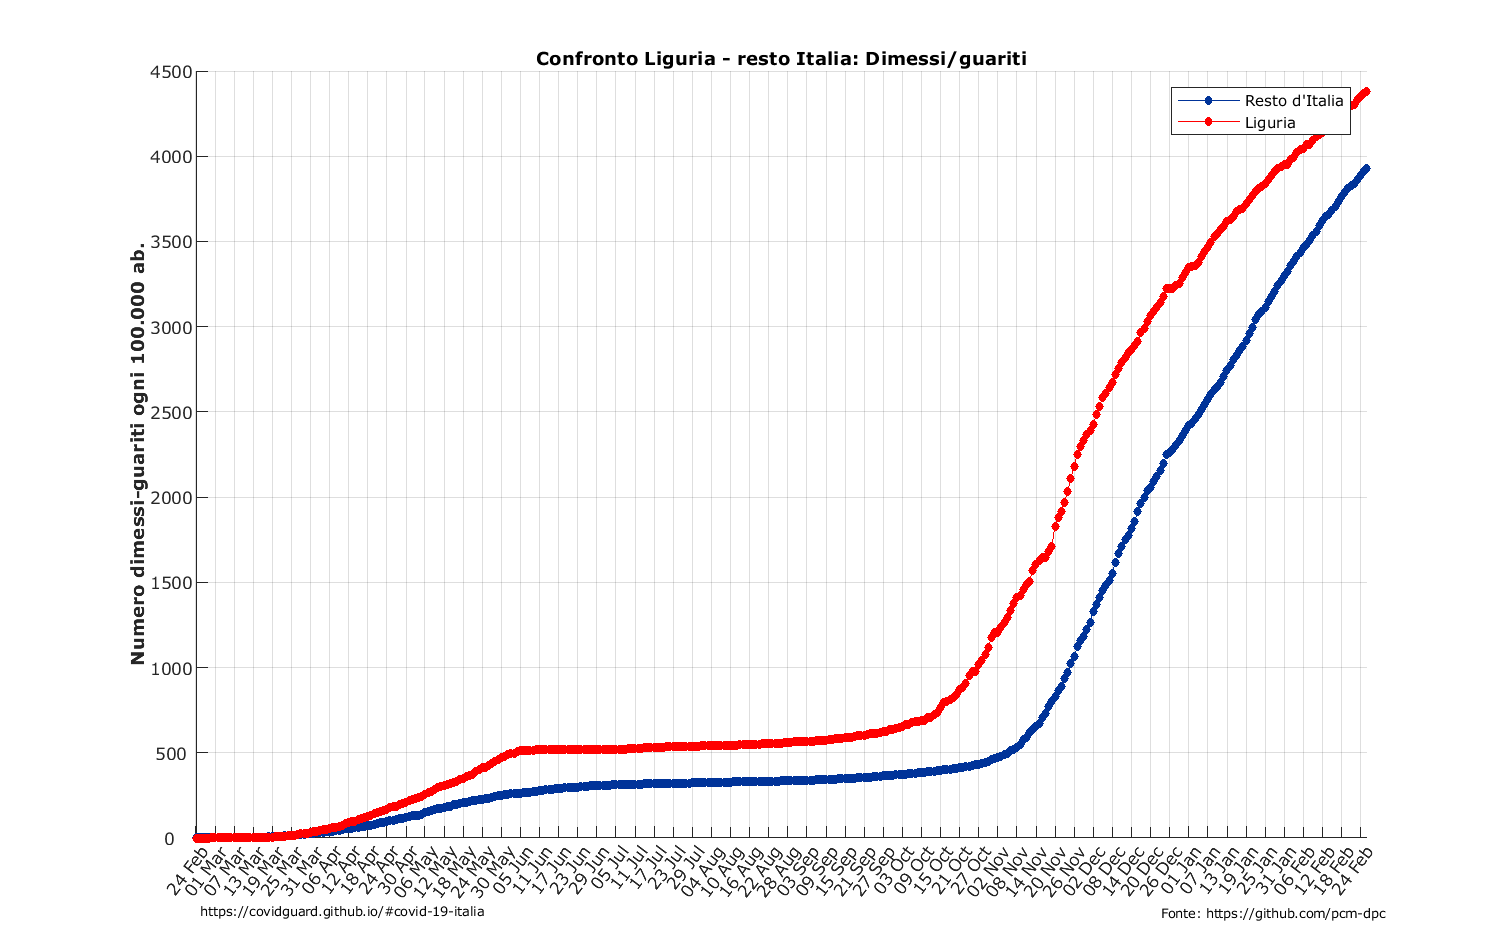 Confronto Liguria - resto Italia: Dimessi/guariti
Numero dimessi-guariti ogni 100.000 ab.
4500
4000
3500
3000
2500
2000
1500
1000
500
0
Resto d'Italia
Liguria
24 Feb
01 Mar
07 Mar
13 Mar
19 Mar
25 Mar
31 Mar
06 Apr
12 Apr
18 Apr
24 Apr
30 Apr
06 May
12 May
18 May
24 May
30 May
05 Jun
11 Jun
17 Jun
23 Jun
29 Jul
05 Jul
11 Jul
17 Jul
23 Jul
29 Jul
04 Aug
10 Aug
16 Aug
22 Aug
28 Aug
03 Sep
09 Sep
15 Sep
21 Sep
27 Sep
03 Oct
09 Oct
15 Oct
21 Oct
27 Oct
02 Nov
08 Nov
14 Nov
20 Nov
26 Nov
02 Dec
08 Dec
14 Dec
20 Dec
26 Dec
01 Jan
07 Jan
13 Jan
19 Jan
25 Jan
31 Jan
06 Feb
12 Feb
18 Feb
24 Feb
https://covidguard.github.io/#covid-19-italia
Fonte: https://github.com/pcm-dpc